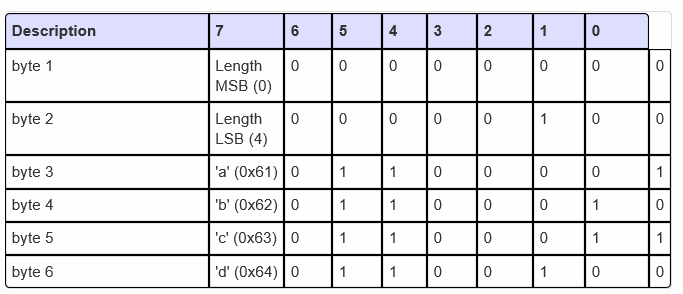 Description 7 6 5 4 3 2 1 0
byte 1 Length MSB (0) 0 0 0 0 0 0 0 0
byte 2 Length LSB (4) 0 0 0 0 0 1 0 0
byte 3 'a' (0x61) 0 1 1 0 0 0 0 1
byte 4 'b' (0x62) 0 1 1 0 0 0 1 0
byte 5 'c' (0x63) 0 1 1 0 0 0 1 1
byte 6 'd' (0x64) 0 1 1 0 0 1 0 0